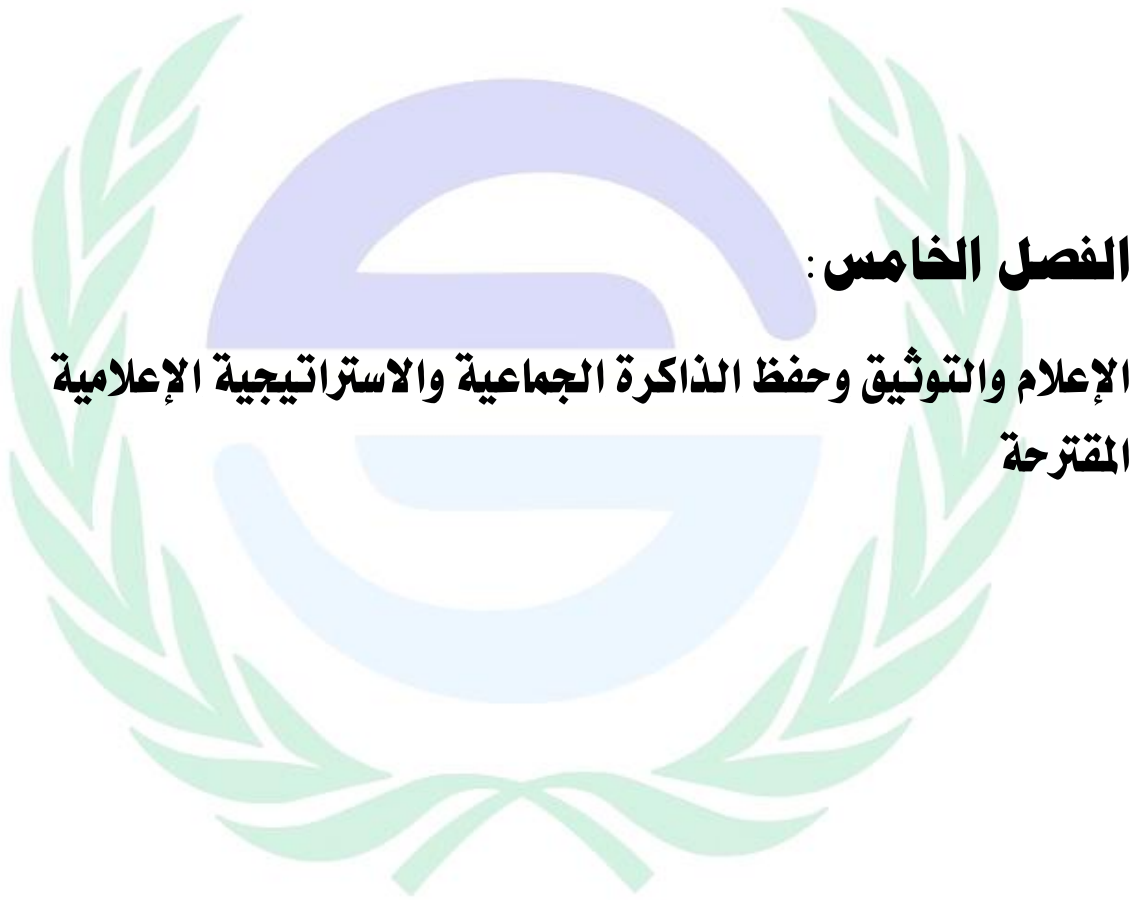 الفصل الخامس:
الإعلام والتوثيق وحفظ الذاكرة الجماعية والاستراتيجية الإعلامية
المقترحة